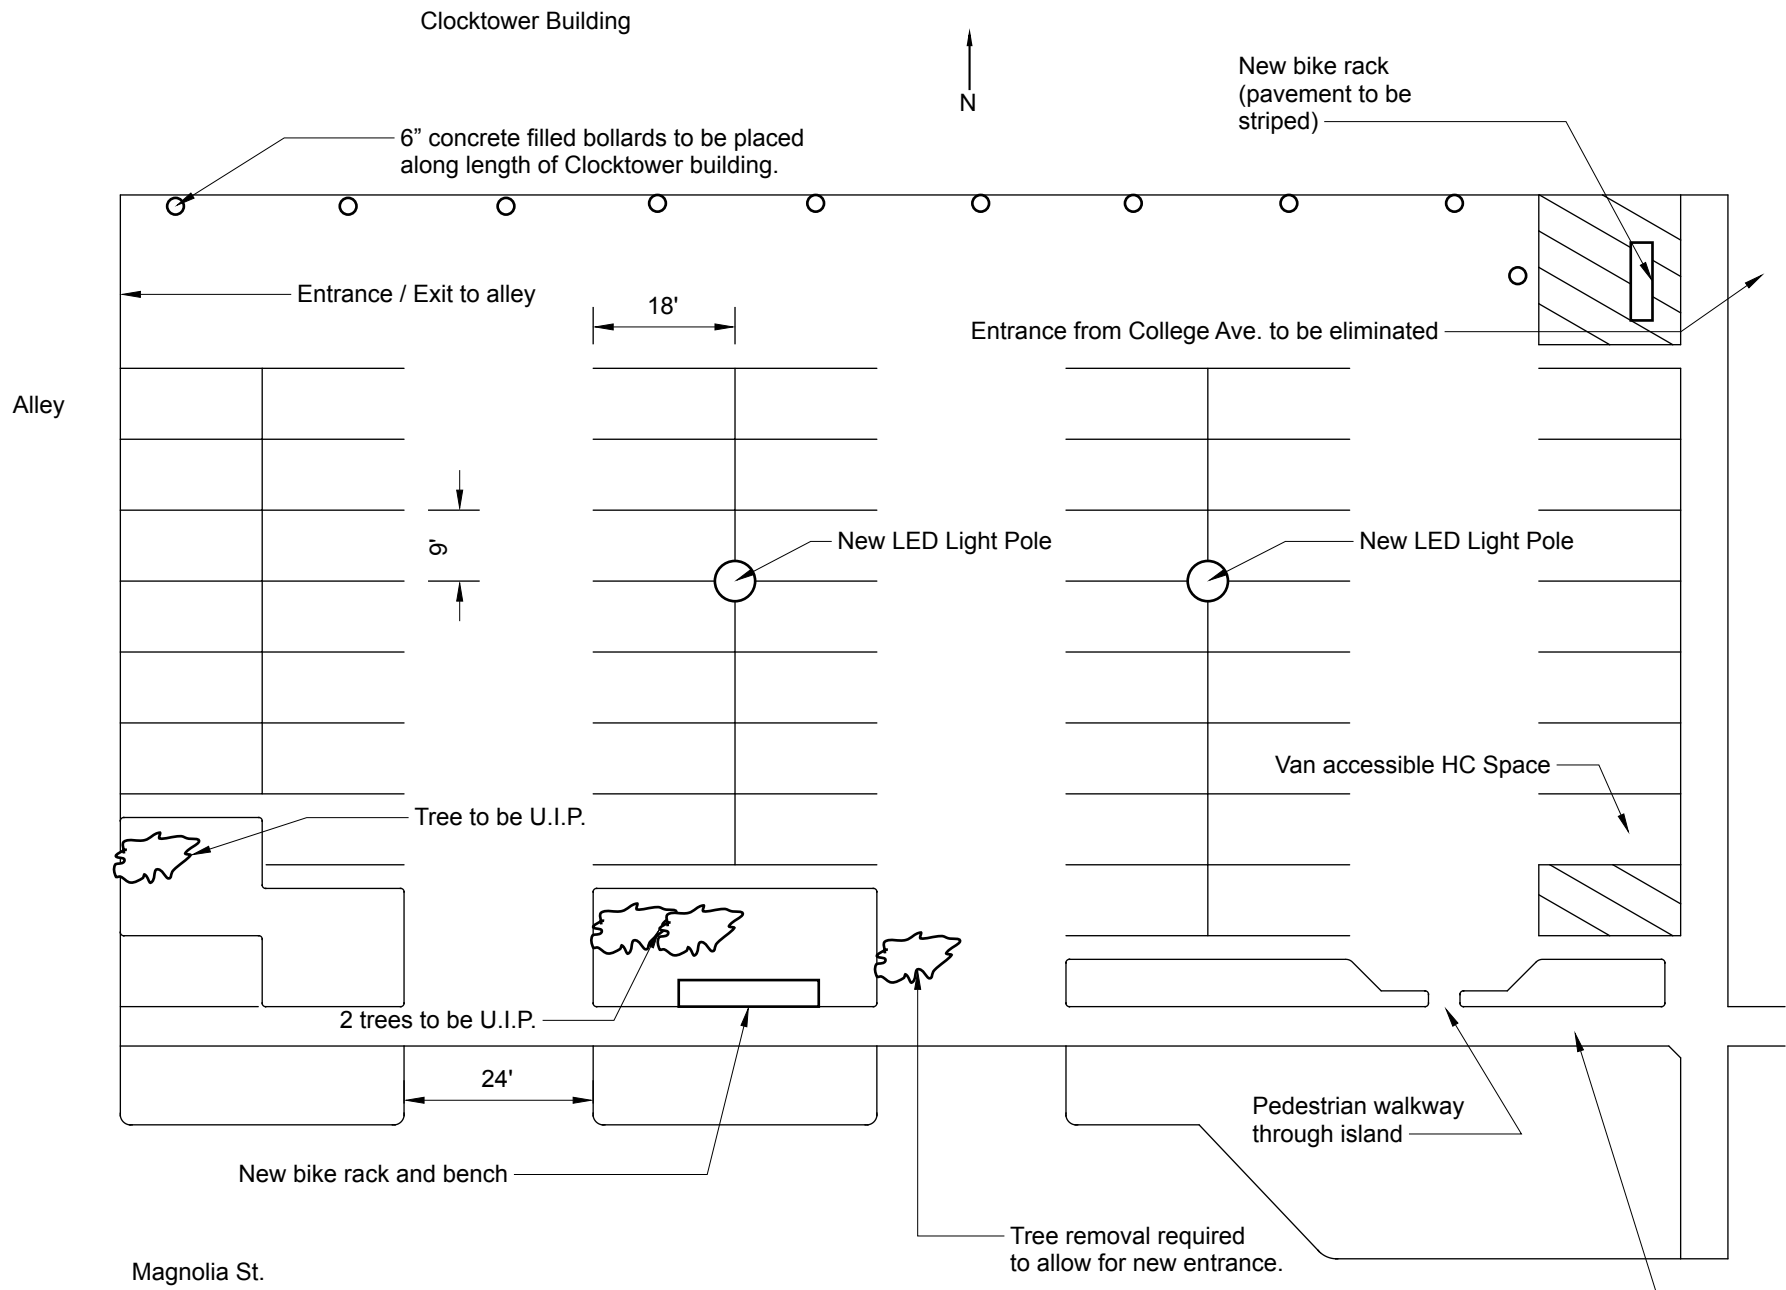 Clocktower Building
N
New bike rack
(pavement to be
striped)
6” concrete filled bollards to be placed
along length of Clocktower building.
Entrance / Exit to alley
18'
Entrance from College Ave. to be eliminated
Alley
9'
New LED Light Pole
New LED Light Pole
Van accessible HC Space
Tree to be U.I.P.
2 trees to be U.I.P.
24'
Pedestrian walkway
through island
New bike rack and bench
Tree removal required
to allow for new entrance.
Magnolia St.